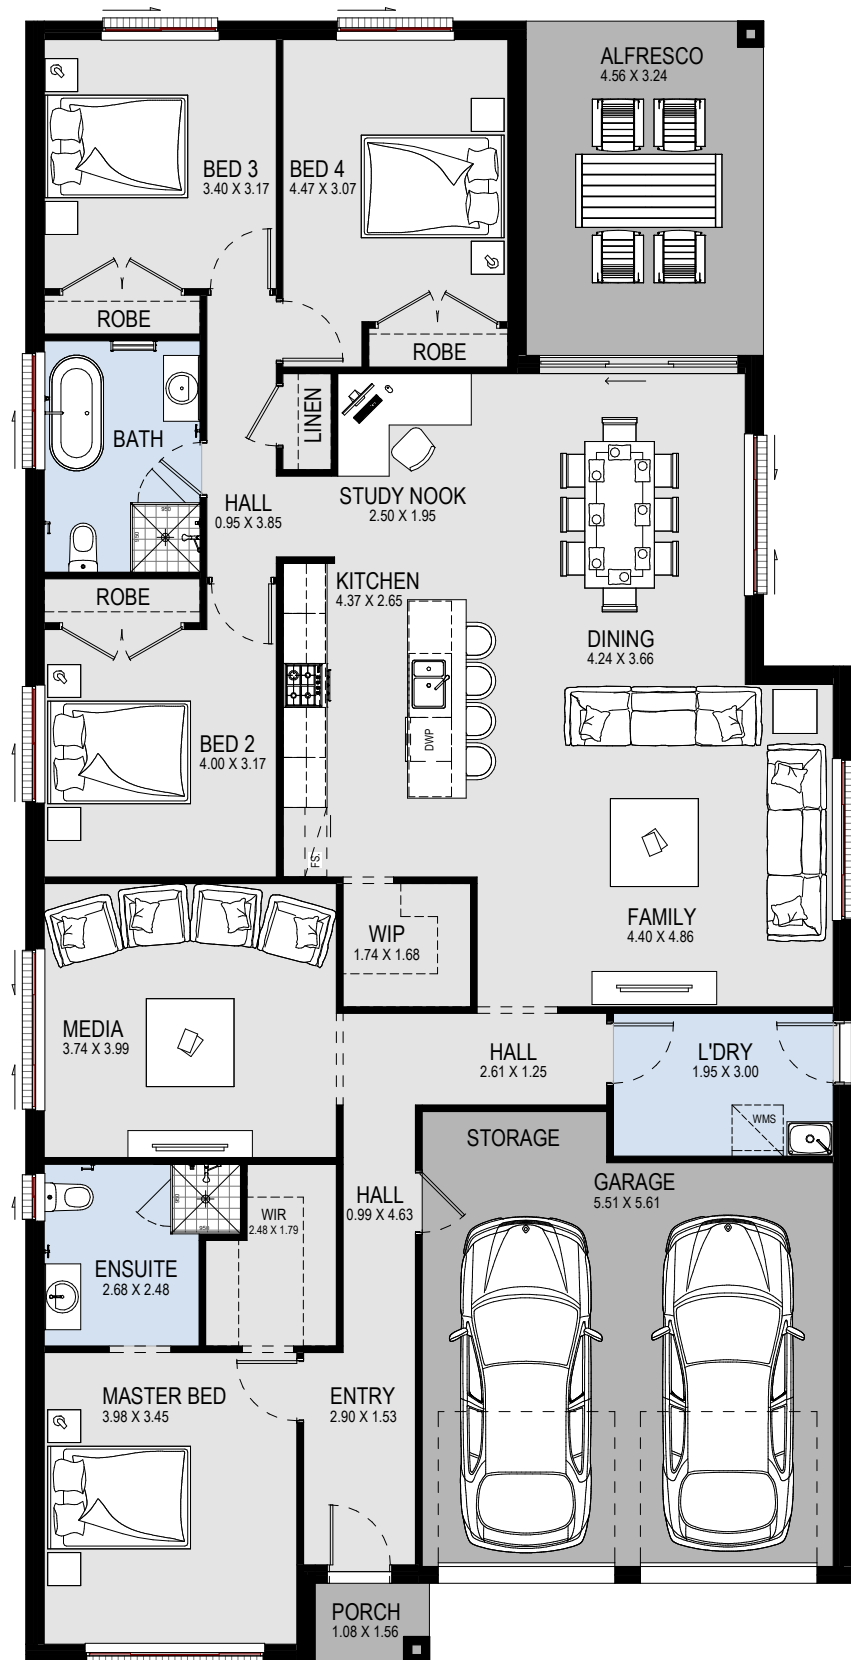 ALFRESCO
4.56 X 3.24
BED 3
3.40 X 3.17
BED 4
4.47 X 3.07
ROBE
ROBE
LINEN
BATH
950
950
HALL
0.95 X 3.85
STUDY NOOK
2.50 X 1.95
KITCHEN
4.37 X 2.65
ROBE
DINING
4.24 X 3.66
BED 2
4.00 X 3.17
DWP
FS.
FAMILY
4.40 X 4.86
WIP
1.74 X 1.68
MEDIA
3.74 X 3.99
HALL
2.61 X 1.25
L'DRY
1.95 X 3.00
WMS
STORAGE
GARAGE
5.51 X 5.61
HALL
0.99 X 4.63
WIR
2.48 X 1.79
950
950
ENSUITE
2.68 X 2.48
MASTER BED
3.98 X 3.45
ENTRY
2.90 X 1.53
PORCH
1.08 X 1.56